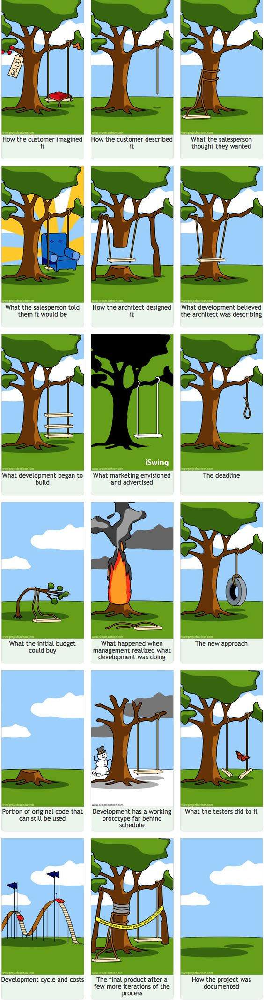 ₡0.00
www.projectcartoon.com
www.projectcartoon.com
www.projectcartoon.com
How the customer imagined
it
How the customer described
it
What the salesperson
thought they wanted
www.projectcartoon.com
www.projectcartoon.com
www.projectcartoon.com
What the salesperson told
them it would be
How the architect designed
it
What development believed
the architect was describing
iSwing
www.projectcartoon.com
www.projectcartoon.com
What development began to
build
What marketing envisioned
and advertised
The deadline
www.projectcartoon.com
www.projectcartoon.com
www.projectcartoon.com
What the initial budget
could buy
What happened when
management realized what
development was doing
The new approach
www.projectcartoon.com
www.projectcartoon.com
www.projectcartoon.com
Portion of original code that
can still be used
Development has a working
prototype far behind
schedule
What the testers did to it
SECURITY SECURITY SECURITY SECURITY SECURITY SECURITY
www.projectcartoon.com
www.projectcartoon.com
www.projectcartoon.com
Development cycle and costs
The final product after a
few more iterations of the
process
How the project was
documented